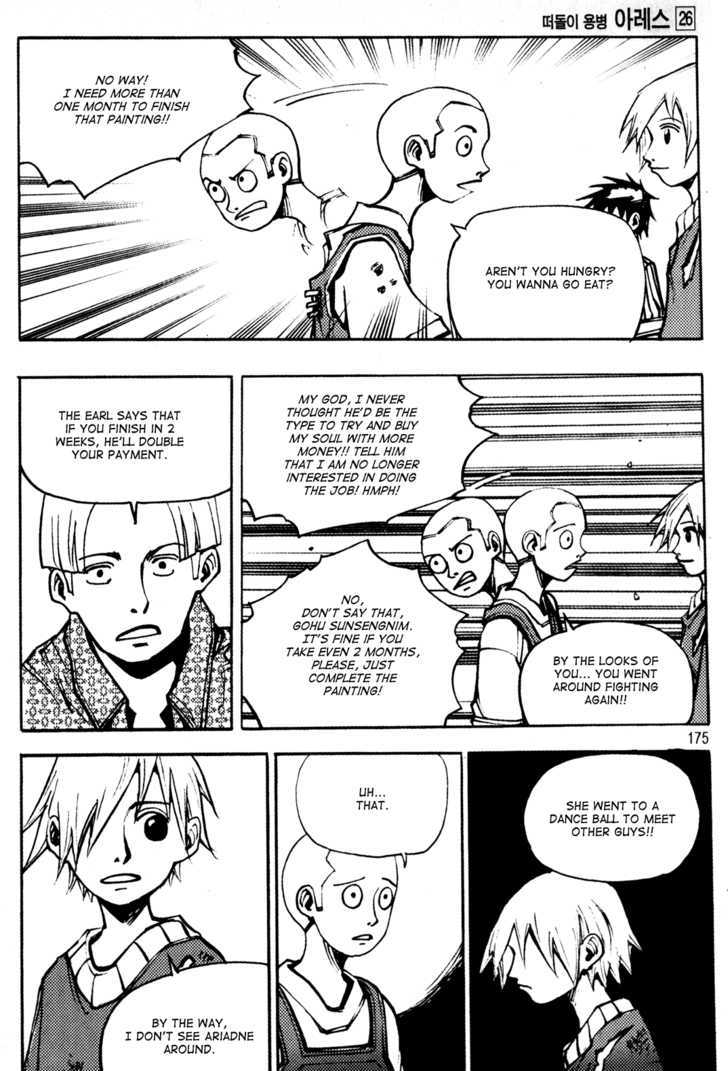 떠돌이 용병 아레스 26
NO WAY!
I NEED MORE THAN
ONE MONTH TO FINISH
THAT PAINTING!!
AREN'T YOU HUNGRY?
YOU WANNA GO EAT?
THE EARL SAYS THAT
IF YOU FINISH IN 2
WEEKS, HE'LL DOUBLE
YOUR PAYMENT.
MY GOD, I NEVER
THOUGHT HE'D BE THE
TYPE TO TRY AND BUY
MY SOUL WITH MORE
MONEY!! TELL HIM
THAT I AM NO LONGER
INTERESTED IN DOING
THE JOB! HMPH!
NO,
DON'T SAY THAT,
GOHU SUNSENGNIM.
IT'S FINE IF YOU
TAKE EVEN 2 MONTHS,
PLEASE, JUST
COMPLETE THE
PAINTING!
BY THE LOOKS OF
YOU... YOU WENT
AROUND FIGHTING
AGAIN!!
175
BY THE WAY,
I DON'T SEE ARIADNE
AROUND.
UH...
THAT.
SHE WENT TO A
DANCE BALL TO MEET
OTHER GUYS!!